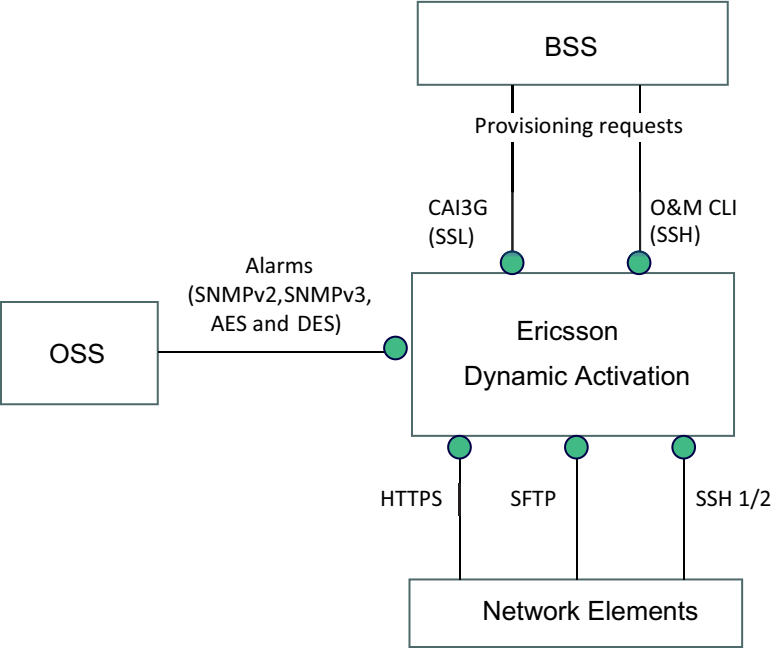 BSS
Provisioning requests
CAI3G
(SSL)
O&M CLI
(SSH)
Alarms
(SNMPv2,SNMPv3,
AES and DES)
OSS
Ericsson
Dynamic Activation
HTTPS
SFTP
SSH 1/2
Network Elements